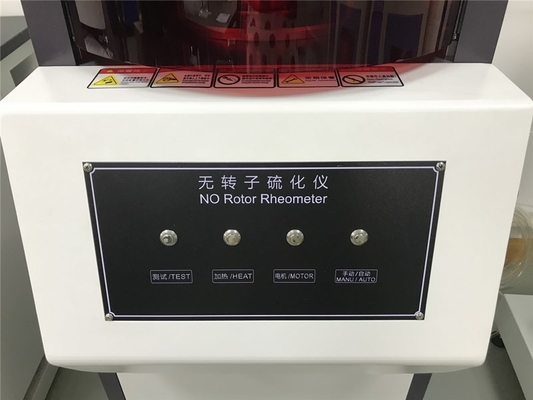 无转子硫化仪
NO Rotor Rheometer
测试/TEST
加热/HEAT
电机/MOTOR
手动/自动
MANU / AUTO